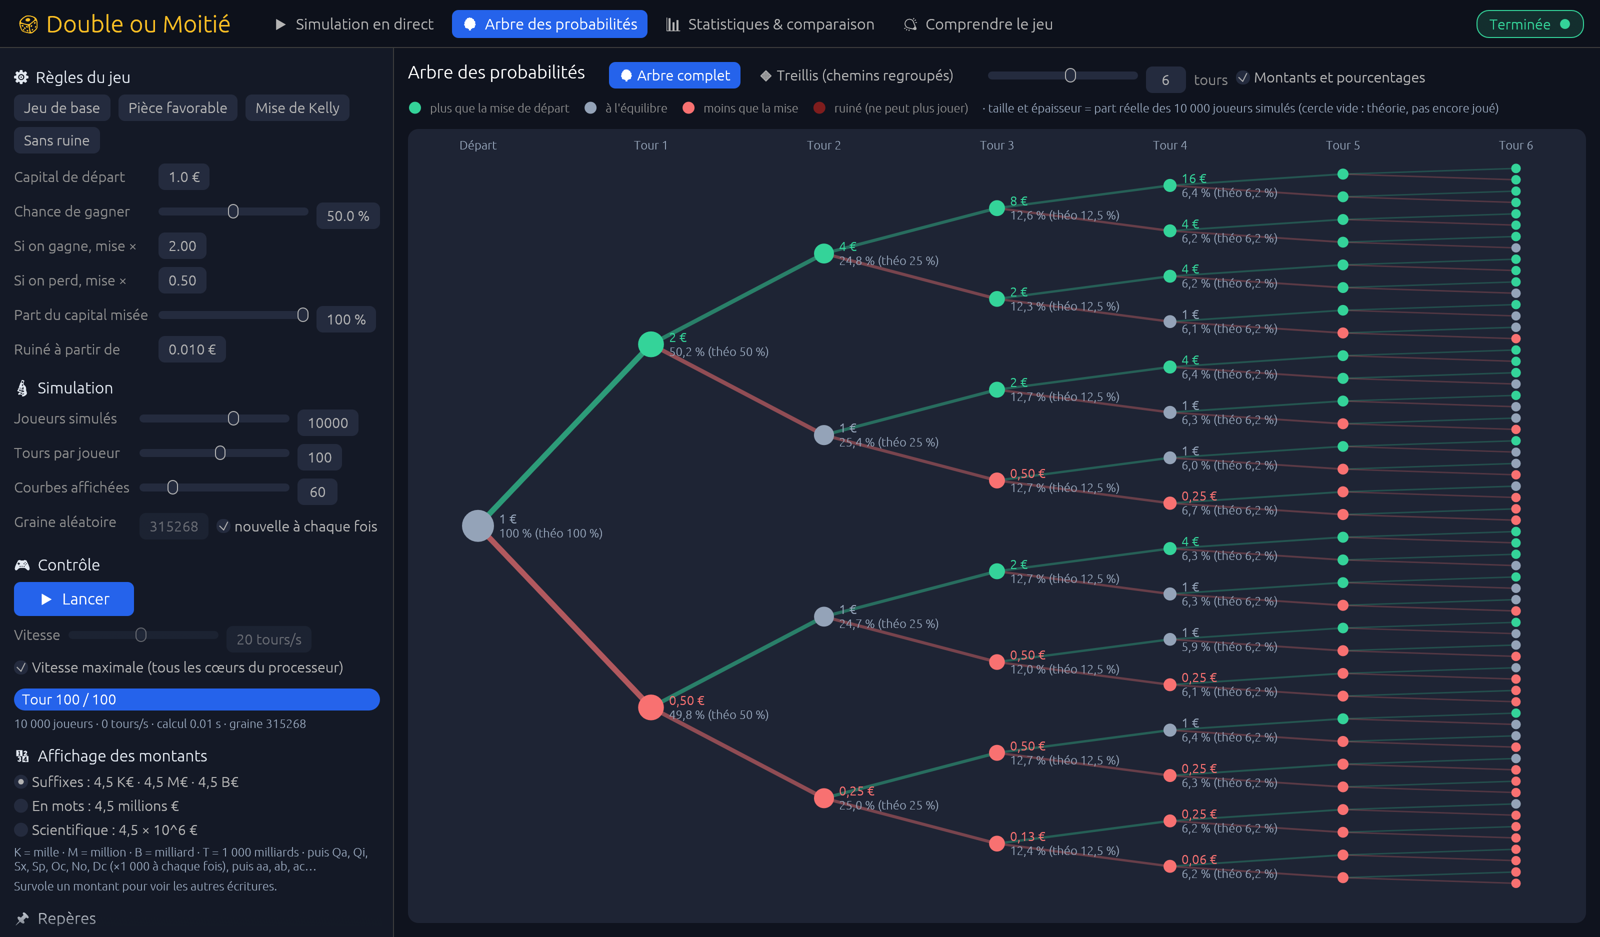 Double ou Moitié
Simulation en direct
Arbre des probabilités
Statistiques & comparaison
Comprendre le jeu
Terminée
Règles du jeu
Jeu de base
Pièce favorable
Mise de Kelly
Sans ruine
Capital de départ 1.0 €
Chance de gagner 50.0 %
Si on gagne, mise × 2.00
Si on perd, mise × 0.50
Part du capital misée 100 %
Ruiné à partir de 0.010 €
Simulation
Joueurs simulés 10000
Tours par joueur 100
Courbes affichées 60
Graine aléatoire 315268 nouvelle à chaque fois
Contrôle
Lancer
Vitesse 20 tours/s
Vitesse maximale (tous les cœurs du processeur)
Tour 100 / 100
10 000 joueurs · 0 tours/s · calcul 0.01 s · graine 315268
Affichage des montants
Suffixes : 4,5 K€ · 4,5 M€ · 4,5 B€
En mots : 4,5 millions €
Scientifique : 4,5 × 10^6 €
K = mille · M = million · B = milliard · T = 1 000 milliards · puis Qa, Qi,
Sx, Sp, Oc, No, Dc (×1 000 à chaque fois), puis aa, ab, ac...
Survole un montant pour voir les autres écritures.
Repères
Arbre des probabilités
Arbre complet
Treillis (chemins regroupés)
6 tours
Montants et pourcentages
plus que la mise de départ
à l'équilibre
moins que la mise
ruiné (ne peut plus jouer)
· taille et épaisseur = part réelle des 10 000 joueurs simulés (cercle vide : théorie, pas encore joué)
Départ
Tour 1
Tour 2
Tour 3
Tour 4
Tour 5
Tour 6
1 €
100 % (théo 100 %)
2 €
50,2 % (théo 50 %)
0,50 €
49,8 % (théo 50 %)
4 €
24,8 % (théo 25 %)
1 €
25,4 % (théo 25 %)
1 €
24,7 % (théo 25 %)
0,25 €
25,0 % (théo 25 %)
8 €
12,6 % (théo 12,5 %)
2 €
12,3 % (théo 12,5 %)
2 €
12,7 % (théo 12,5 %)
0,50 €
12,7 % (théo 12,5 %)
2 €
12,7 % (théo 12,5 %)
0,50 €
12,0 % (théo 12,5 %)
0,50 €
12,7 % (théo 12,5 %)
0,13 €
12,4 % (théo 12,5 %)
16 €
6,4 % (théo 6,2 %)
4 €
6,2 % (théo 6,2 %)
4 €
6,2 % (théo 6,2 %)
1 €
6,1 % (théo 6,2 %)
4 €
6,4 % (théo 6,2 %)
1 €
6,3 % (théo 6,2 %)
1 €
6,0 % (théo 6,2 %)
0,25 €
6,7 % (théo 6,2 %)
4 €
6,3 % (théo 6,2 %)
1 €
6,3 % (théo 6,2 %)
1 €
5,9 % (théo 6,2 %)
0,25 €
6,1 % (théo 6,2 %)
1 €
6,4 % (théo 6,2 %)
0,25 €
6,3 % (théo 6,2 %)
0,25 €
6,2 % (théo 6,2 %)
0,06 €
6,2 % (théo 6,2 %)